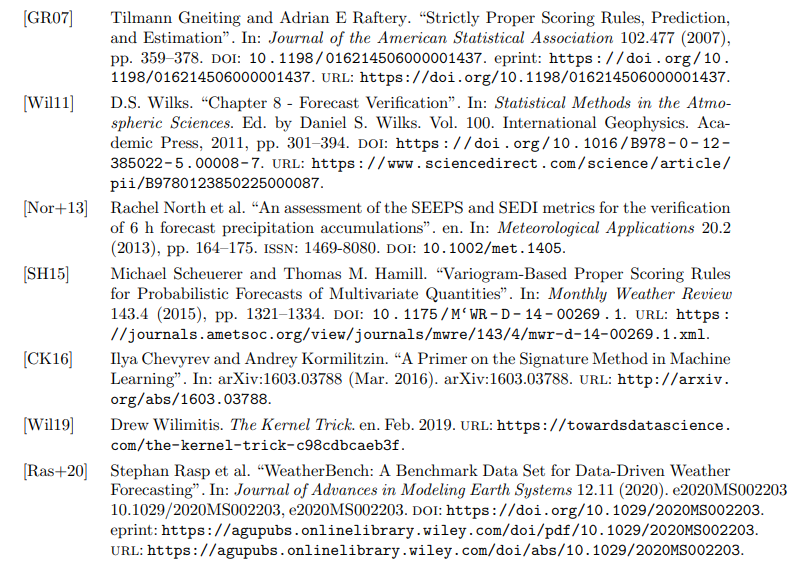 [GR07] Tilmann Gneiting and Adrian E Raftery. “Strictly Proper Scoring Rules, Prediction,
and Estimation”. In: Journal of the American Statistical Association 102.477 (2007),
pp. 359–378. DOI: 10.1198/016214506000001437. eprint: https://doi.org/10.
1198/016214506000001437. URL: https://doi.org/10.1198/016214506000001437.
[Wil11] D.S. Wilks. “Chapter 8 - Forecast Verification”. In: Statistical Methods in the Atmo-
spheric Sciences. Ed. by Daniel S. Wilks. Vol. 100. International Geophysics. Aca-
demic Press, 2011, pp. 301–394. DOI: https://doi.org/10.1016/B978-0-12-
385022-5.00008-7. URL: https://www.sciencedirect.com/science/article/
pii/B9780123850225000087.
[Nor+13] Rachel North et al. “An assessment of the SEEPS and SEDI metrics for the verification
of 6 h forecast precipitation accumulations”. en. In: Meteorological Applications 20.2
(2013), pp. 164–175. ISSN: 1469-8080. DOI: 10.1002/met.1405.
[SH15] Michael Scheuerer and Thomas M. Hamill. “Variogram-Based Proper Scoring Rules
for Probabilistic Forecasts of Multivariate Quantities”. In: Monthly Weather Review
143.4 (2015), pp. 1321–1334. DOI: 10.1175/M‘WR-D-14-00269.1. URL: https:
//journals.ametsoc.org/view/journals/mwre/143/4/mwr-d-14-00269.1.xml.
[CK16] Ilya Chevyrev and Andrey Kormilitzin. “A Primer on the Signature Method in Machine
Learning”. In: arXiv:1603.03788 (Mar. 2016). arXiv:1603.03788. URL: http://arxiv.
org/abs/1603.03788.
[Wil19] Drew Wilimitis. The Kernel Trick. en. Feb. 2019. URL: https://towardsdatascience.
com/the-kernel-trick-c98cdbcaeb3f.
[Ras+20] Stephan Rasp et al. “WeatherBench: A Benchmark Data Set for Data-Driven Weather
Forecasting”. In: Journal of Advances in Modeling Earth Systems 12.11 (2020). e2020MS002203
10.1029/2020MS002203, e2020MS002203. DOI: https://doi.org/10.1029/2020MS002203.
eprint: https://agupubs.onlinelibrary.wiley.com/doi/pdf/10.1029/2020MS002203.
URL: https://agupubs.onlinelibrary.wiley.com/doi/abs/10.1029/2020MS002203.